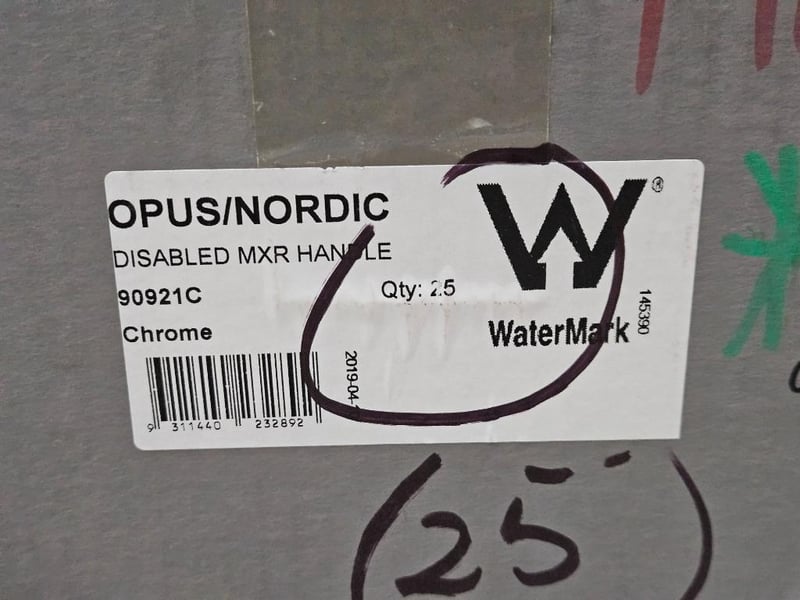 OPUS/NORDIC
DISABLED MXR HANDLE
90921C
Qty: 25
Chrome
W ®
WaterMark
145390
2019-04-
9 311440 232892
(25)